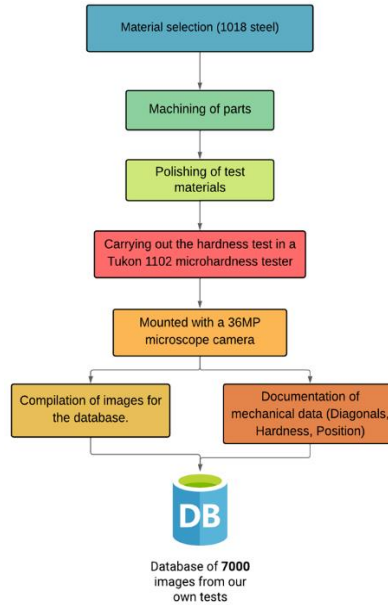 Material selection (1018 steel)
Machining of parts
Polishing of test
materials
Carrying out the hardness test in a
Tukon 1102 microhardness tester
Mounted with a 36MP
microscope camera
Compilation of images for
the database.
Documentation of
mechanical data (Diagonals,
Hardness, Position)
DB
Database of 7000
images from our
own tests